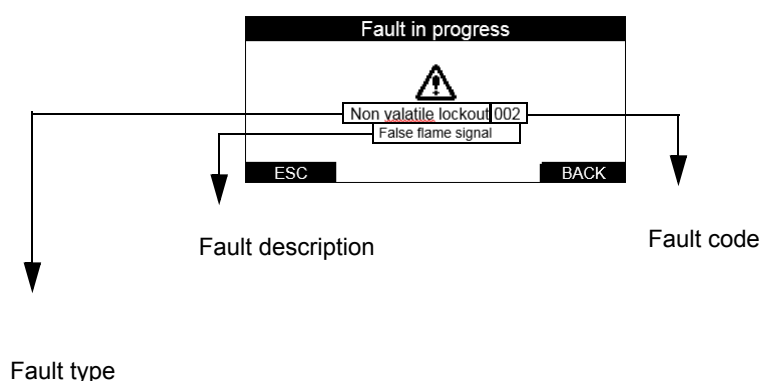 Fault in progress
Non valatile lockout 002
False flame signal
ESC BACK
Fault description
Fault code
Fault type